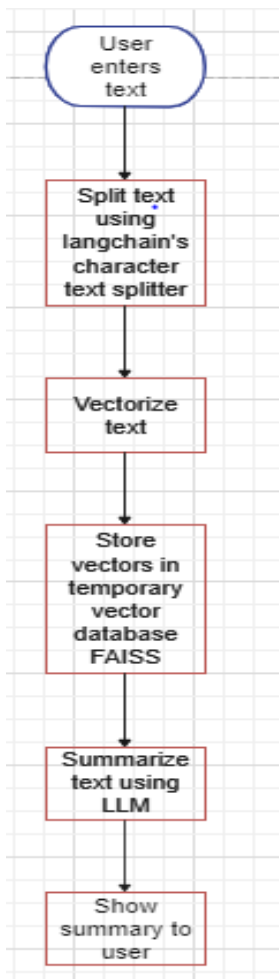 User
enters
text
Split text
using
langchain's
character
text splitter
Vectorize
text
Store
vectors in
temporary
vector
database
FAISS
Summarize
text using
LLM
Show
summary to
user